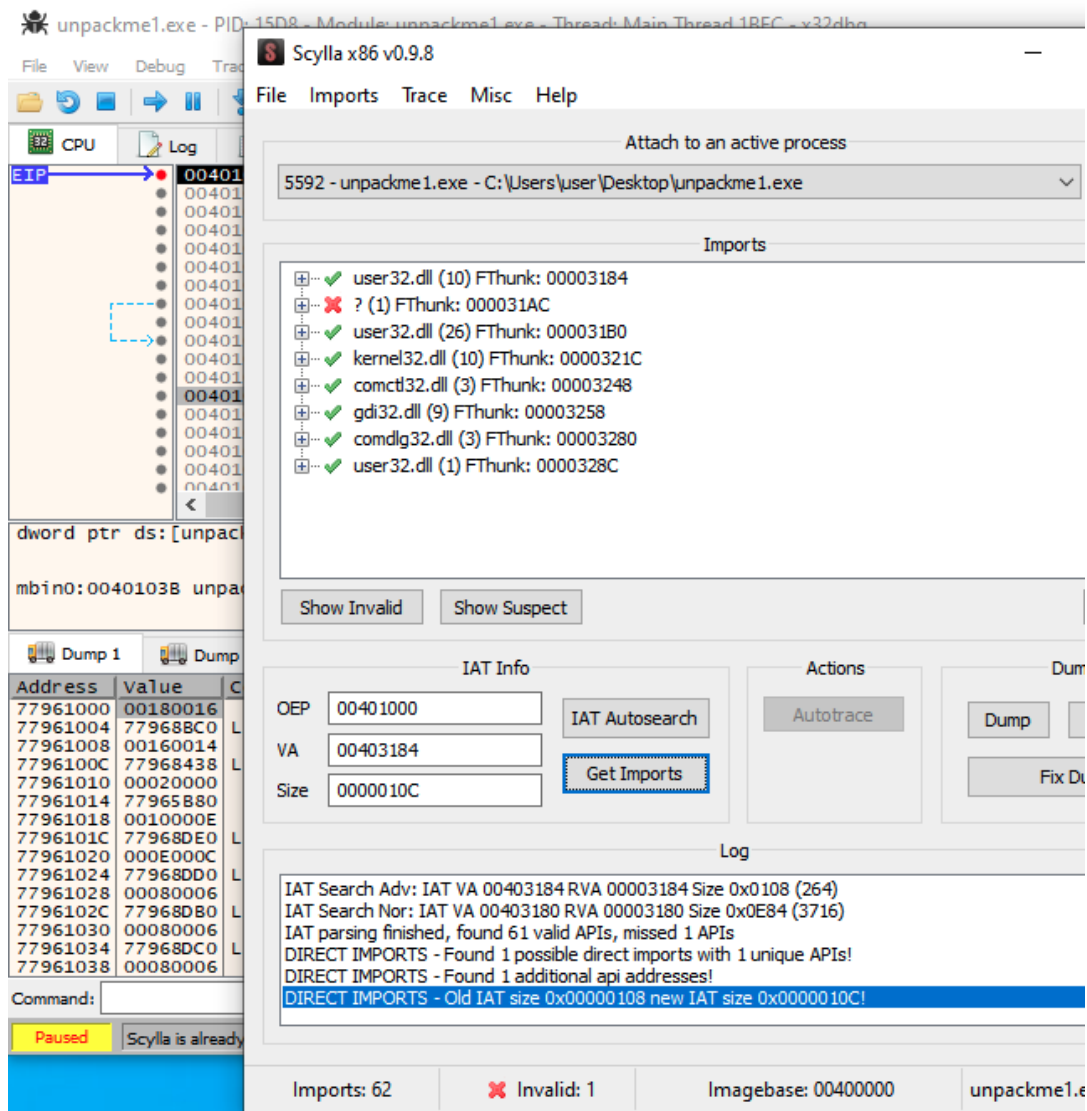 unpackme1.exe - PID: 15D8 - Module: unpackme1.exe - Thread: Main Thread 1BEC - x32dbg
Scylla x86 v0.9.8
File View Debug
File Imports Trace Misc Help
CPU
Log
Attach to an active process
5592 - unpackme1.exe - C:\Users\user\Desktop\unpackme1.exe
EIP
Imports
user32.dll (10) FThunk: 00003184
? (1) FThunk: 000031AC
user32.dll (26) FThunk: 000031B0
kernel32.dll (10) FThunk: 0000321C
comctl32.dll (3) FThunk: 00003248
gdi32.dll (9) FThunk: 00003258
comdlg32.dll (3) FThunk: 00003280
user32.dll (1) FThunk: 0000328C
dword ptr ds:[unpac
mbin0:0040103B unpa
Show Invalid
Show Suspect
Dump 1
Dump
IAT Info
Actions
Address Value
OEP 00401000
IAT Autosearch
Autotrace
Dump
VA 00403184
Get Imports
Size 0000010C
77961000 00180016
77961004 77968BC0 L
77961008 00160014
7796100C 77968438 L
77961010 00020000
77961014 77965B80
77961018 0010000E
7796101C 77968DE0 L
77961020 000E000C
77961024 77968DD0 L
77961028 00080006
7796102C 77968DB0 L
77961030 00080006
77961034 77968DC0 L
77961038 00080006
Log
IAT Search Adv: IAT VA 00403184 RVA 00003184 Size 0x0108 (264)
IAT Search Nor: IAT VA 00403180 RVA 00003180 Size 0x0E84 (3716)
IAT parsing finished, found 61 valid APIs, missed 1 APIs
DIRECT IMPORTS - Found 1 possible direct imports with 1 unique APIs!
DIRECT IMPORTS - Found 1 additional api addresses!
DIRECT IMPORTS - Old IAT size 0x00000108 new IAT size 0x0000010C!
Command:
Paused
Scylla is already
Imports: 62
Invalid: 1
Imagebase: 00400000
unpackme1.e